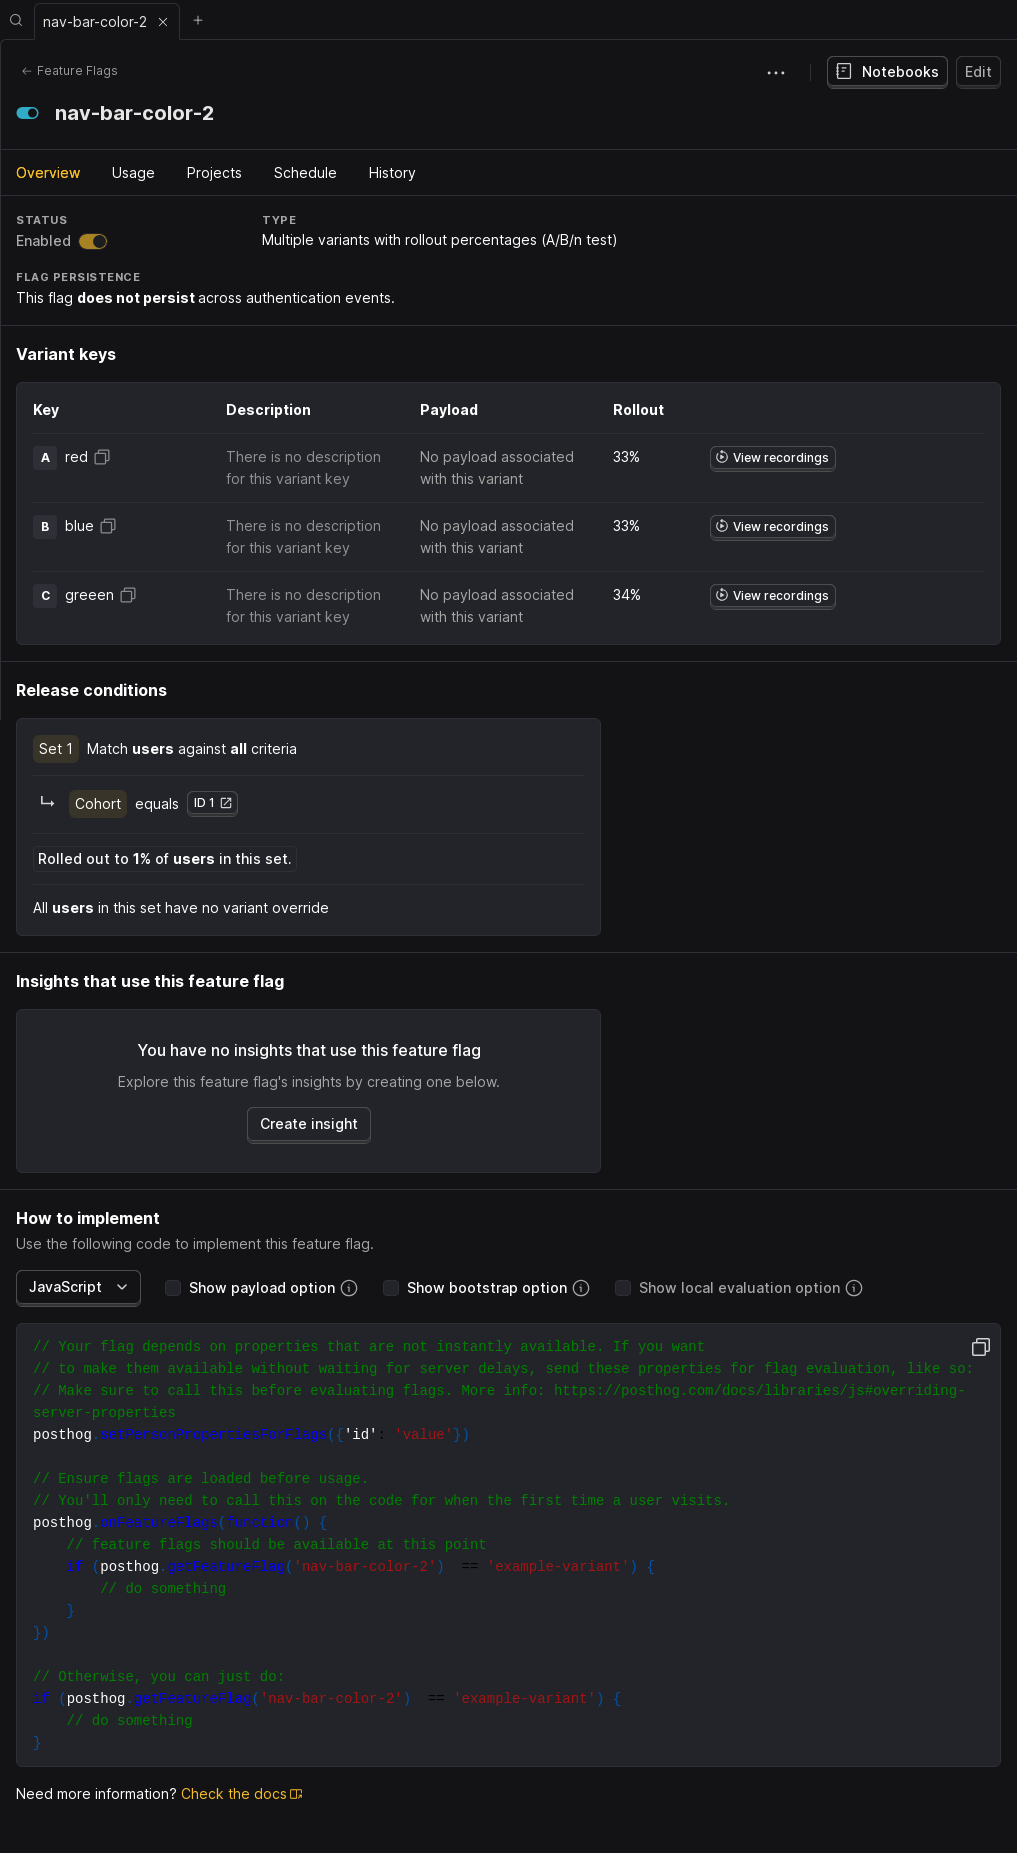 nav-bar-color-2
Feature Flags
Notebooks
Edit
nav-bar-color-2
Overview Usage Projects Schedule History
STATUS TYPE
Enabled Multiple variants with rollout percentages (A/B/n test)
FLAG PERSISTENCE
This flag does not persist across authentication events.
Variant keys
Key Description Payload Rollout
A red There is no description No payload associated 33% View recordings
for this variant key with this variant
B blue There is no description No payload associated 33% View recordings
for this variant key with this variant
C greeen There is no description No payload associated 34% View recordings
for this variant key with this variant
Release conditions
Set 1 Match users against all criteria
Cohort equals ID 1
Rolled out to 1% of users in this set.
All users in this set have no variant override
Insights that use this feature flag
You have no insights that use this feature flag
Explore this feature flag's insights by creating one below.
Create insight
How to implement
Use the following code to implement this feature flag.
JavaScript Show payload option Show bootstrap option Show local evaluation option
// Your flag depends on properties that are not instantly available. If you want
// to make them available without waiting for server delays, send these properties for flag evaluation, like so:
// Make sure to call this before evaluating flags. More info: https://posthog.com/docs/libraries/js#overriding-
server-properties
posthog.setPersonPropertiesForFlags({'id': 'value'})
// Ensure flags are loaded before usage.
// You'll only need to call this on the code for when the first time a user visits.
posthog.onFeatureFlags(function() {
// feature flags should be available at this point
if (posthog.getFeatureFlag('nav-bar-color-2')  == 'example-variant') {
// do something
}
})
// Otherwise, you can just do:
if (posthog.getFeatureFlag('nav-bar-color-2')  == 'example-variant') {
// do something
}
Need more information? Check the docs